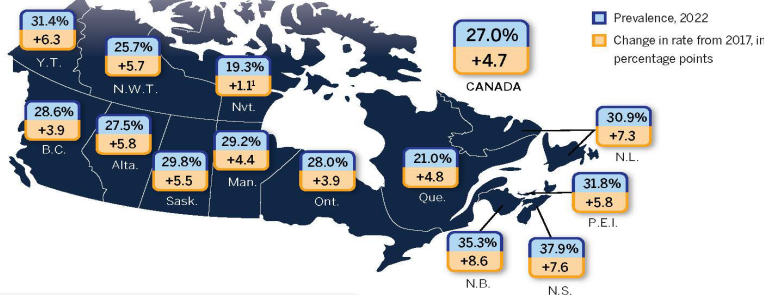 31.4%
+6.3
Y.T.
25.7%
+5.7
N.W.T.
19.3%
+1.1¹
Nvt.
27.0%
+4.7
CANADA
Prevalence, 2022
Change in rate from 2017, in
percentage points
28.6%
+3.9
B.C.
27.5%
+5.8
Alta.
29.8%
+5.5
Sask.
29.2%
+4.4
Man.
28.0%
+3.9
Ont.
21.0%
+4.8
Que.
30.9%
+7.3
N.L.
31.8%
+5.8
P.E.I.
35.3%
+8.6
N.B.
37.9%
+7.6
N.S.